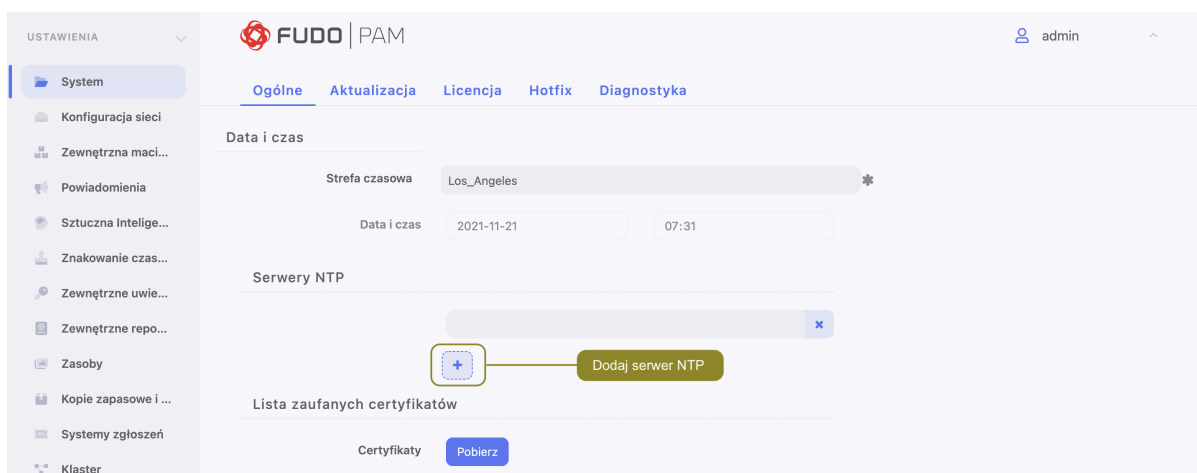 USTAWIENIA
FUDO PAM
admin
System
Konfiguracja sieci
Zewnętrzna maci...
Powiadomienia
Sztuczna Intelige...
Znakowanie czas...
Zewnętrzne uwie...
Zewnętrzne repo...
Zasoby
Kopie zapasowe i ...
Systemy zgłoszeń
Klaster
Ogólne Aktualizacja Licencja Hotfix Diagnostyka
Data i czas
Strefa czasowa Los_Angeles
Data i czas 2021-11-21 07:31
Serwery NTP
Dodaj serwer NTP
Lista zaufanych certyfikatów
Certyfikaty Pobierz